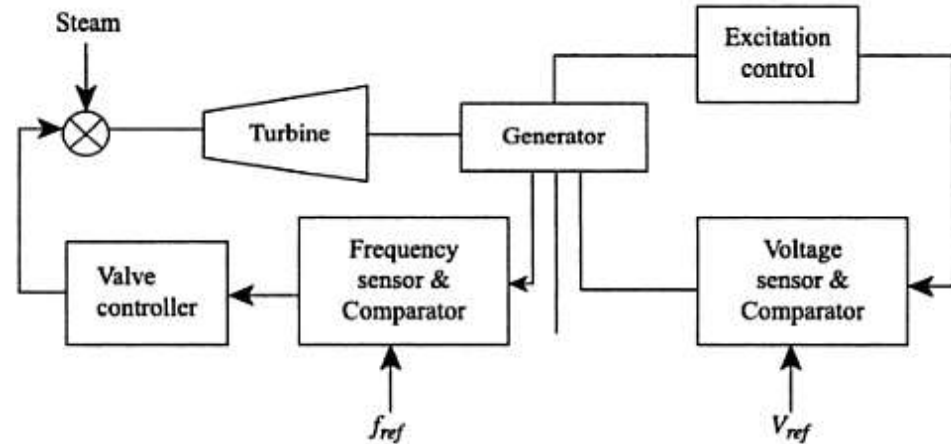 Steam
Excitation
control
Turbine
Generator
Valve
controller
Frequency
sensor &
Comparator
Voltage
sensor &
Comparator
f_ref
V_ref